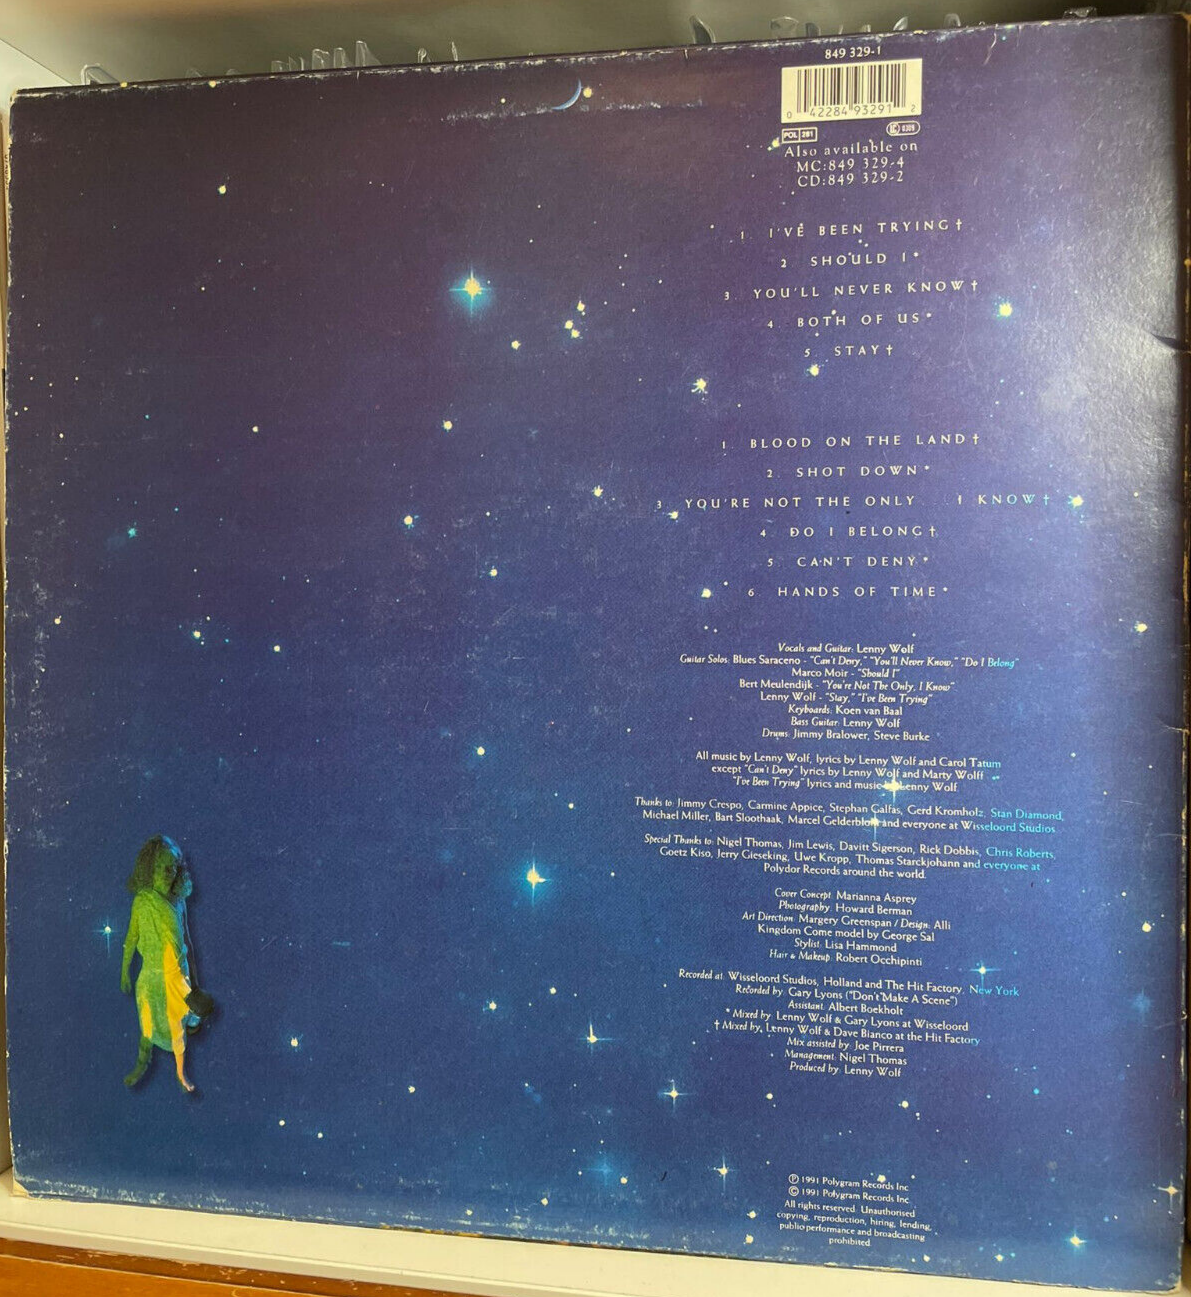 849 329-1
0 42284 93291 2
POL 281
Also available on
MC:849 329-4
CD:849 329-2
1. I'VE BEEN TRYING†
2. SHOULD I*
3. YOU'LL NEVER KNOW†
4. BOTH OF US*
5. STAY†
1. BLOOD ON THE LAND†
2. SHOT DOWN*
3. YOU'RE NOT THE ONLY ... I KNOW†
4. DO I BELONG†
5. CAN'T DENY*
6. HANDS OF TIME*
Vocals and Guitar: Lenny Wolf
Guitar Solos: Blues Saraceno - "Can't Deny," "You'll Never Know," "Do I Belong"
Marco Moir - "Should I"
Bert Meulendijk - "You're Not The Only, I Know"
Lenny Wolf - "Stay," "I've Been Trying"
Keyboards: Koen van Baal
Bass Guitar: Lenny Wolf
Drums: Jimmy Bralower, Steve Burke
All music by Lenny Wolf, lyrics by Lenny Wolf and Carol Tatum
except "Can't Deny" lyrics by Lenny Wolf and Marty Wolff
"I've Been Trying" lyrics and music by Lenny Wolf
Thanks to: Jimmy Crespo, Carmine Appice, Stephan Galfas, Gerd Kromholz, Stan Diamond,
Michael Miller, Bart Sloothaak, Marcel Gelderblom and everyone at Wisseloord Studios
Special Thanks to: Nigel Thomas, Jim Lewis, Davitt Sigerson, Rick Dobbis, Chris Roberts,
Goetz Kiso, Jerry Gieseking, Uwe Kropp, Thomas Starckjohann and everyone at
Polydor Records around the world.
Cover Concept: Marianna Asprey
Photography: Howard Berman
Art Direction: Margery Greenspan / Design: Alli
Kingdom Come model by George Sal
Stylist: Lisa Hammond
Hair & Makeup: Robert Occhipinti
Recorded at: Wisseloord Studios, Holland and The Hit Factory, New York
Recorded by: Gary Lyons ("Don't Make A Scene")
Assistant: Albert Boekholt
* Mixed by: Lenny Wolf & Gary Lyons at Wisseloord
† Mixed by: Lenny Wolf & Dave Bianco at the Hit Factory
Mix assisted by: Joe Pirrera
Management: Nigel Thomas
Produced by: Lenny Wolf
℗ 1991 Polygram Records Inc.
© 1991 Polygram Records Inc.
All rights reserved. Unauthorised
copying, reproduction, hiring, lending,
public performance and broadcasting
prohibited.